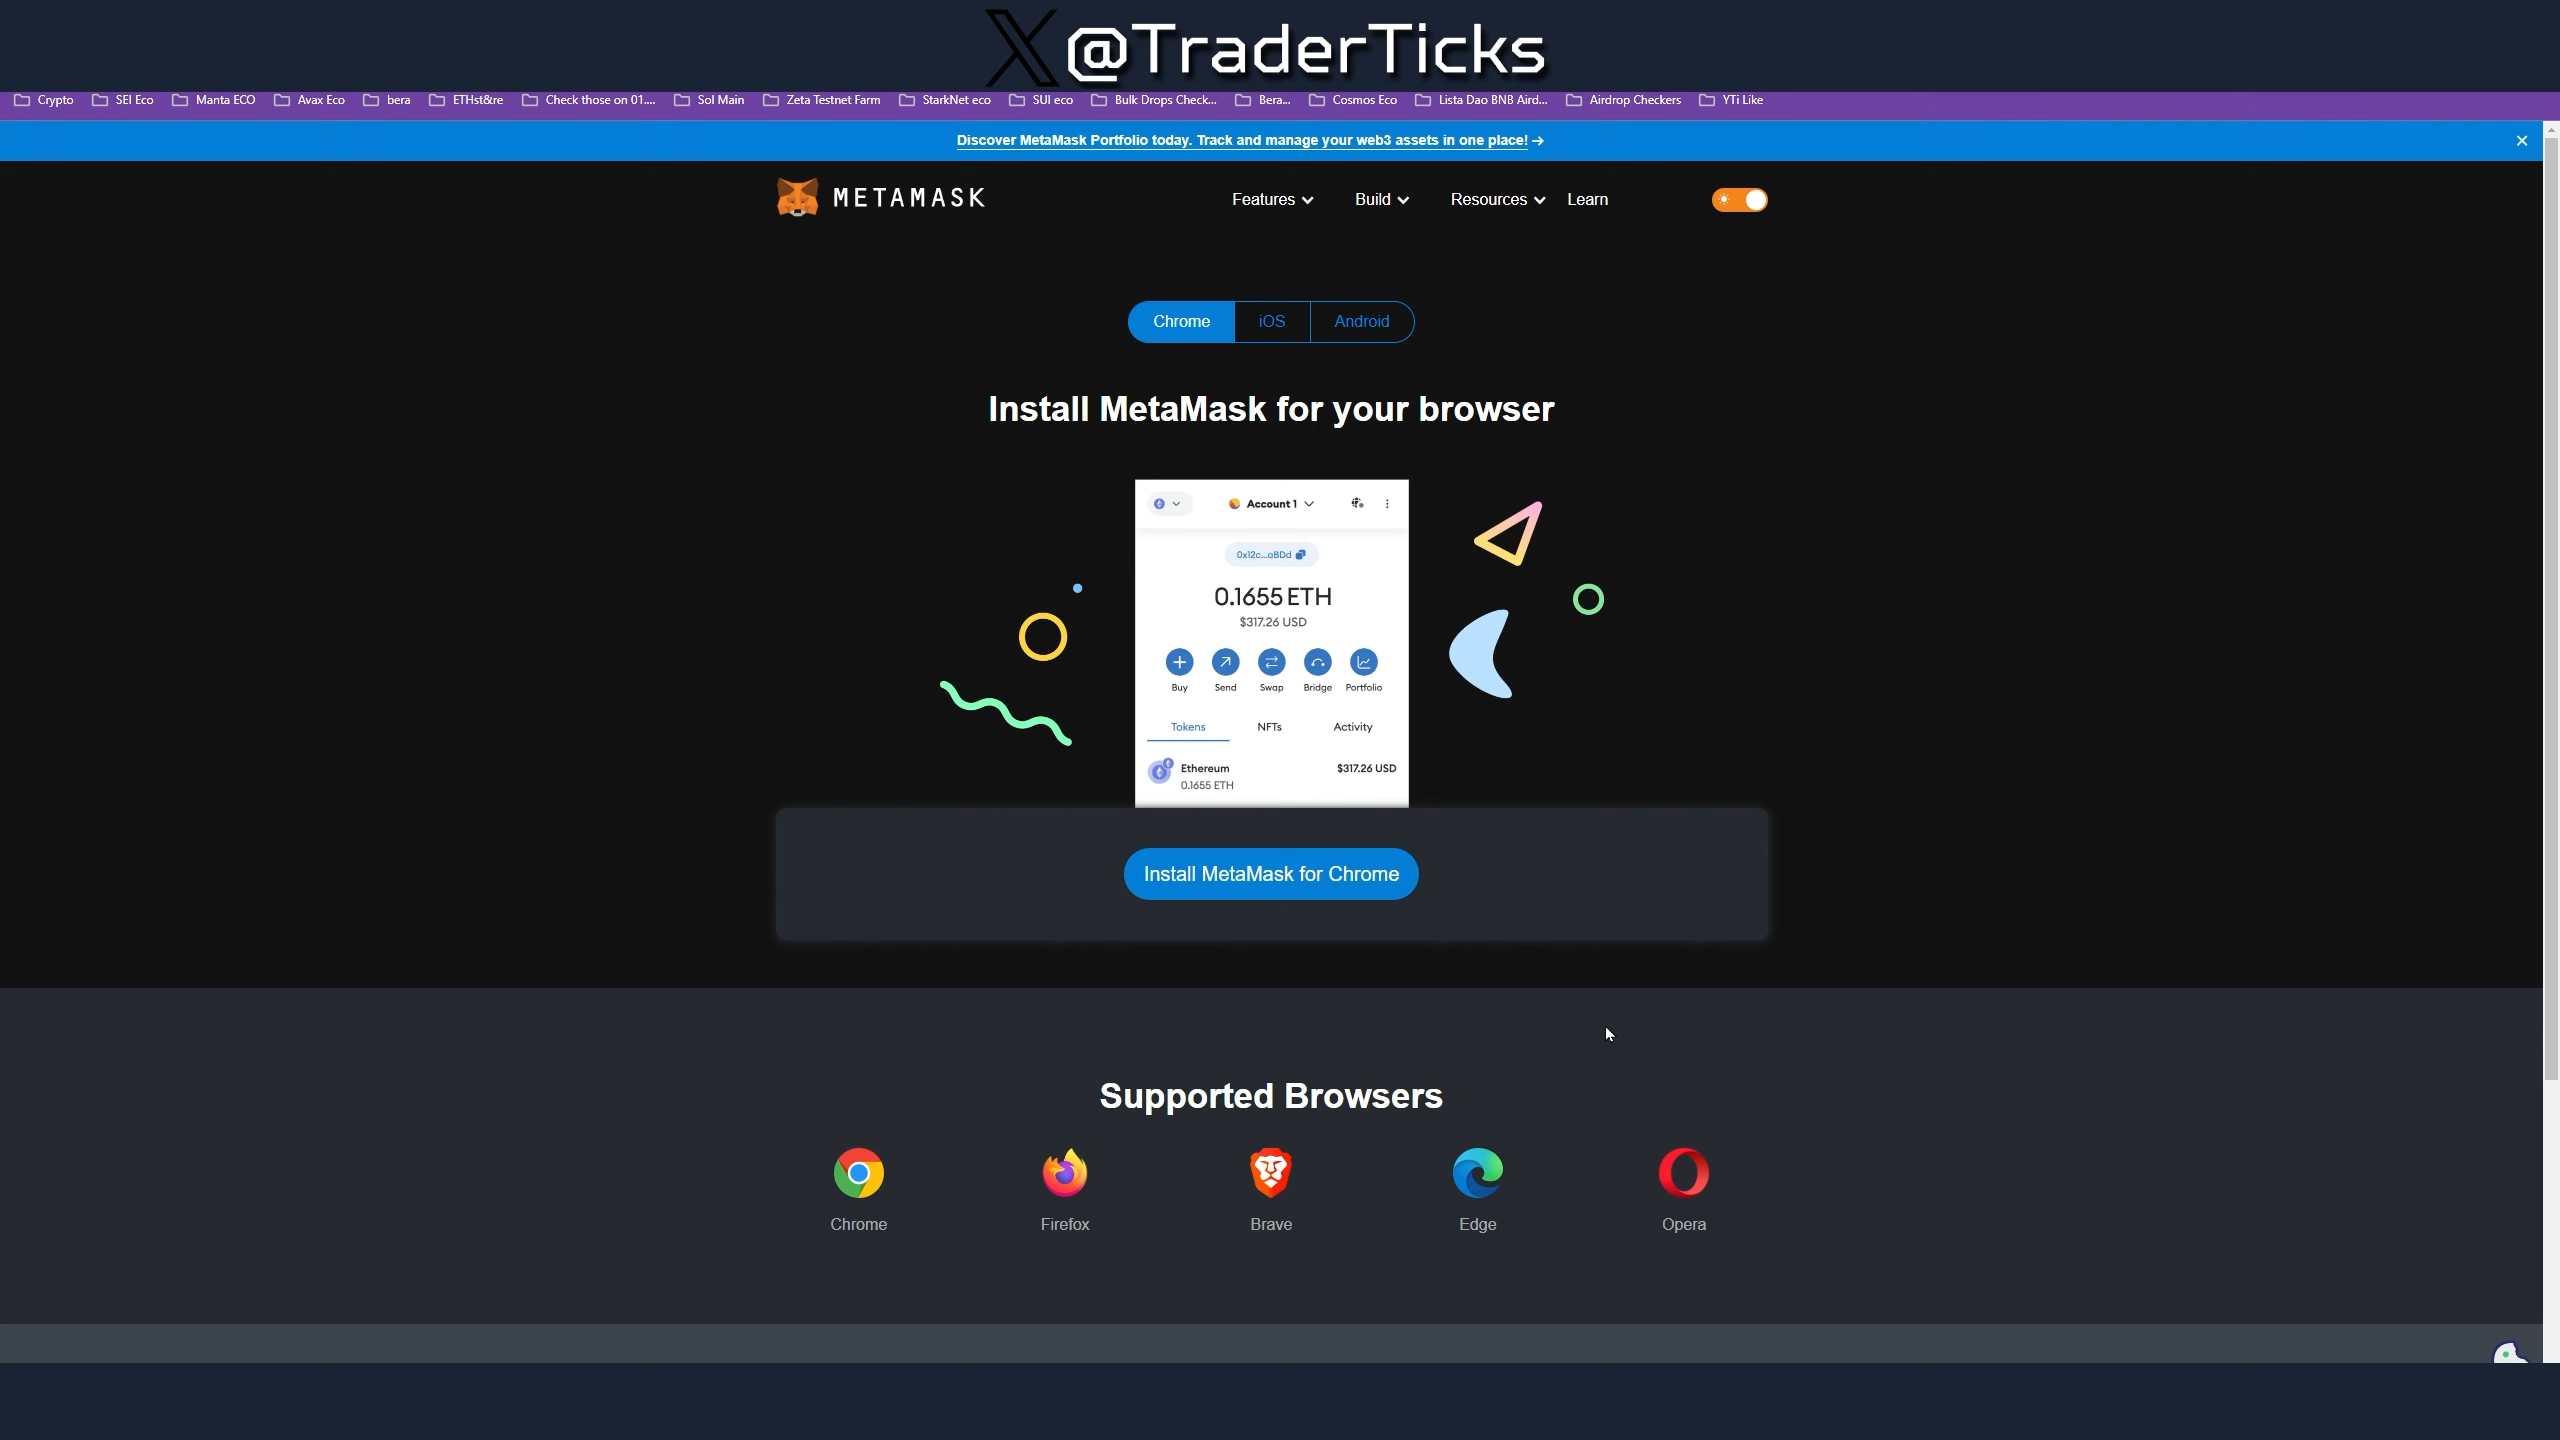 X@TraderTicks
Crypto SEI Eco Manta ECO Avax Eco bera ETHst&re Check those on 01.... Sol Main Zeta Testnet Farm StarkNet eco SUI eco Bulk Drops Check... Bera... Cosmos Eco Lista Dao BNB Aird... Airdrop Checkers YTi Like
Discover MetaMask Portfolio today. Track and manage your web3 assets in one place! →
METAMASK Features Build Resources Learn
Chrome iOS Android
Install MetaMask for your browser
Account 1
0x12c...aBDd
0.1655 ETH
$317.26 USD
Buy Send Swap Bridge Portfolio
Tokens NFTs Activity
Ethereum $317.26 USD
0.1655 ETH
Install MetaMask for Chrome
Supported Browsers
Chrome Firefox Brave Edge Opera